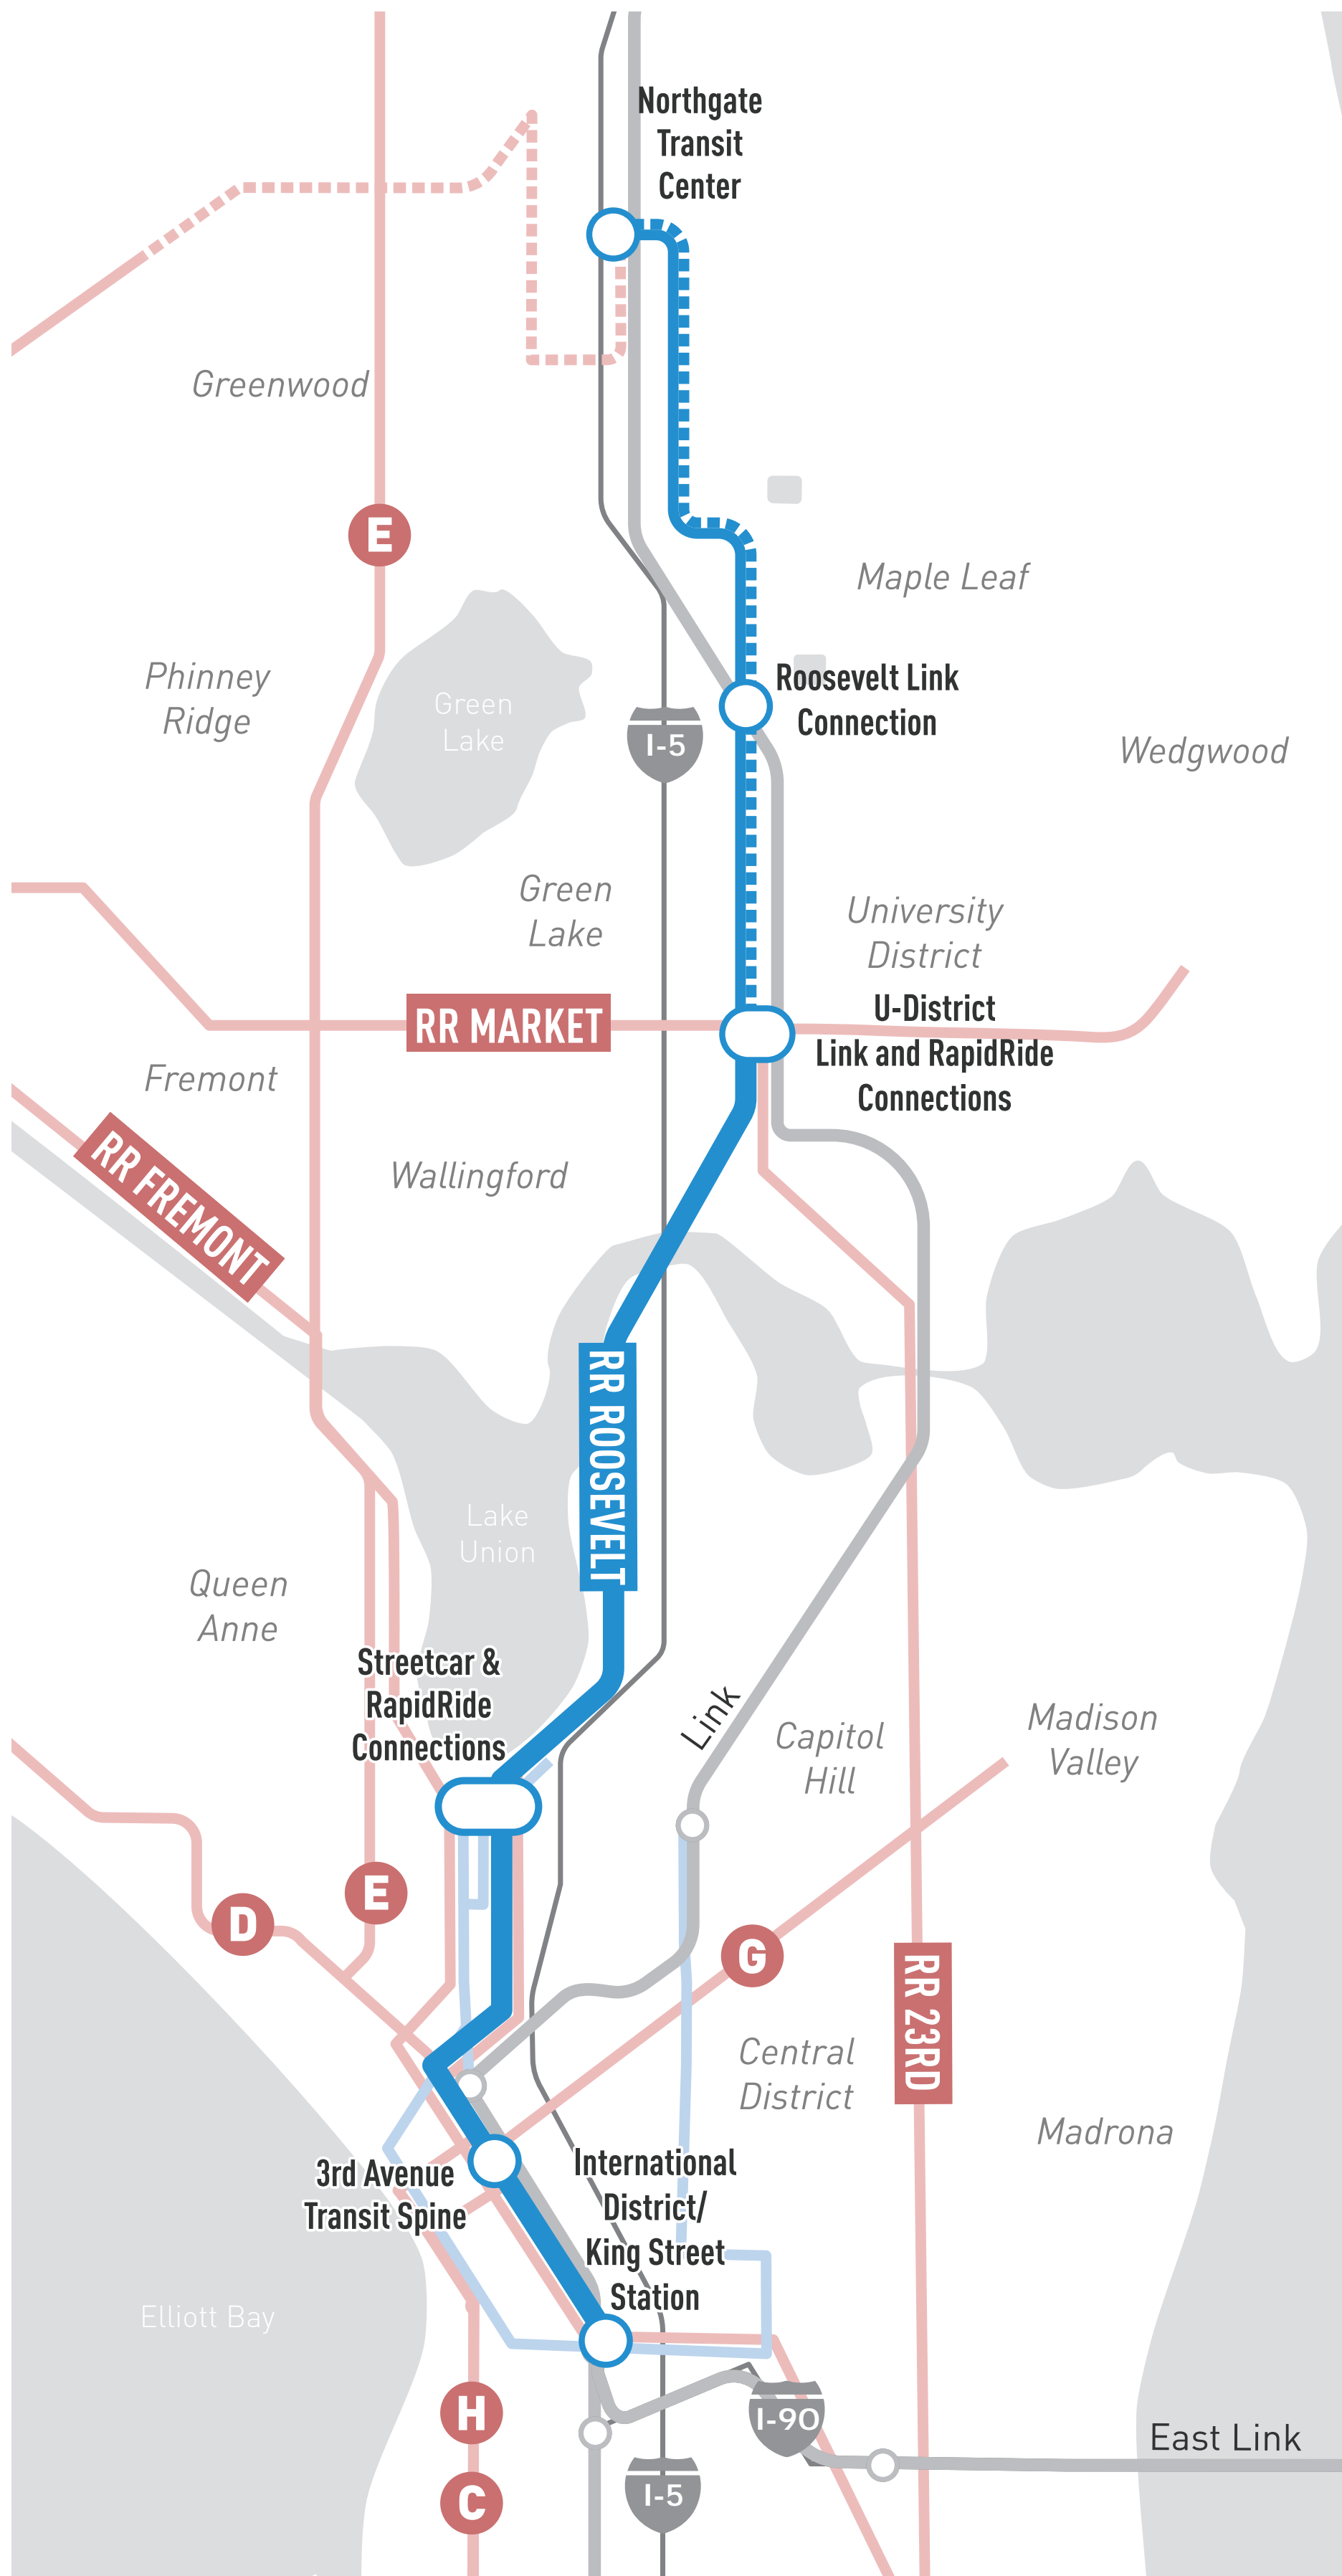 Northgate
Transit
Center
Greenwood
E
Maple Leaf
Phinney
Ridge
Green
Lake
Roosevelt Link
Connection
I-5
Wedgwood
Green
Lake
University
District
RR MARKET
U-District
Link and RapidRide
Connections
Fremont
RR FREMONT
Wallingford
RR ROOSEVELT
Lake
Union
Queen
Anne
Streetcar &
RapidRide
Connections
Link
Capitol
Hill
Madison
Valley
E
D
G
RR 23RD
Central
District
Madrona
3rd Avenue
Transit Spine
International
District/
King Street
Station
Elliott Bay
H
I-90
East Link
C
I-5